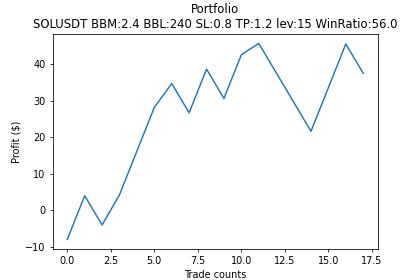 Portfolio
SOLUSDT BBM:2.4 BBL:240 SL:0.8 TP:1.2 lev:15 WinRatio:56.0
Profit ($)
40
30
20
10
0
−10
0.0 2.5 5.0 7.5 10.0 12.5 15.0 17.5
Trade counts